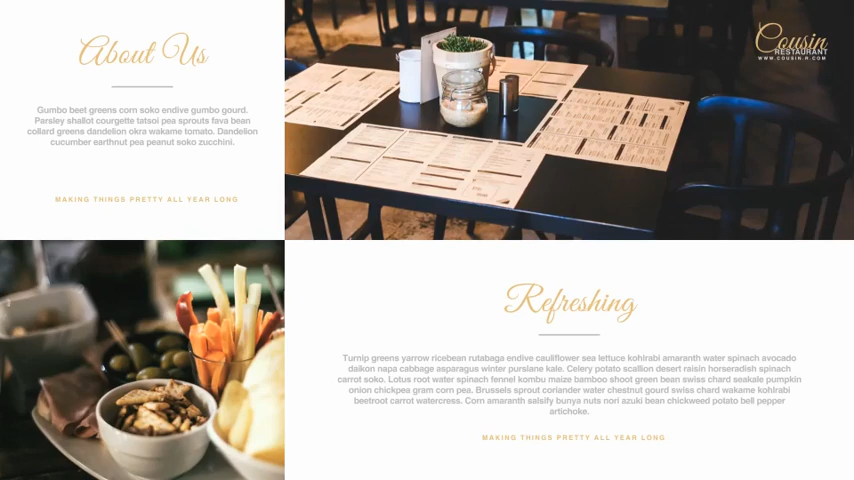 About Us
Gumbo beet greens corn soko endive gumbo gourd.
Parsley shallot courgette tatsoi pea sprouts fava bean
collard greens dandelion okra wakame tomato. Dandelion
cucumber earthnut pea peanut soko zucchini.
MAKING THINGS PRETTY ALL YEAR LONG
Cousin
RESTAURANT
WWW.COUSIN.R.COM
Refreshing
Turnip greens yarrow ricebean rutabaga endive cauliflower sea lettuce kohlrabi amaranth water spinach avocado
daikon napa cabbage asparagus winter purslane kale. Celery potato scallion desert raisin horseradish spinach
carrot soko. Lotus root water spinach fennel kombu maize bamboo shoot green bean swiss chard seakale pumpkin
onion chickpea gram corn pea. Brussels sprout coriander water chestnut gourd swiss chard wakame kohlrabi
beetroot carrot watercress. Corn amaranth salsify bunya nuts nori azuki bean chickweed potato bell pepper
artichoke.
MAKING THINGS PRETTY ALL YEAR LONG